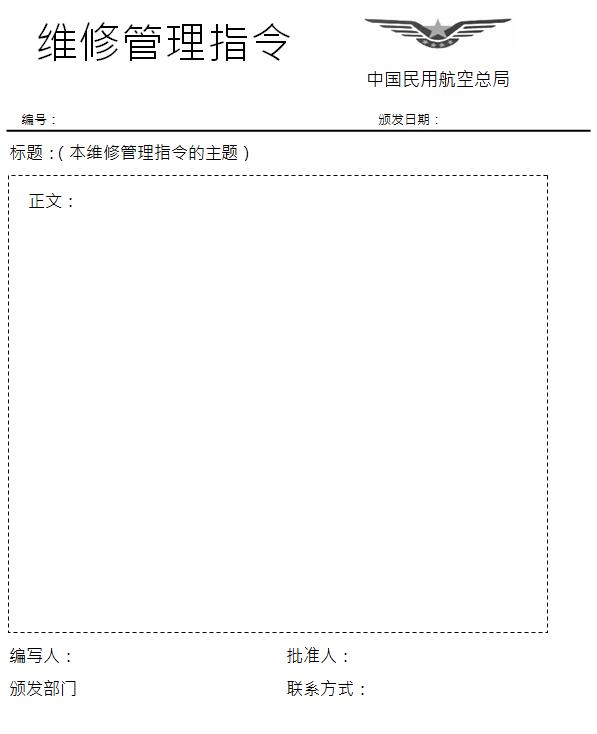 维修管理指令
中国民用航空总局
编号：
颁发日期：
标题：（本维修管理指令的主题）
正文：
编写人：
批准人：
颁发部门
联系方式：